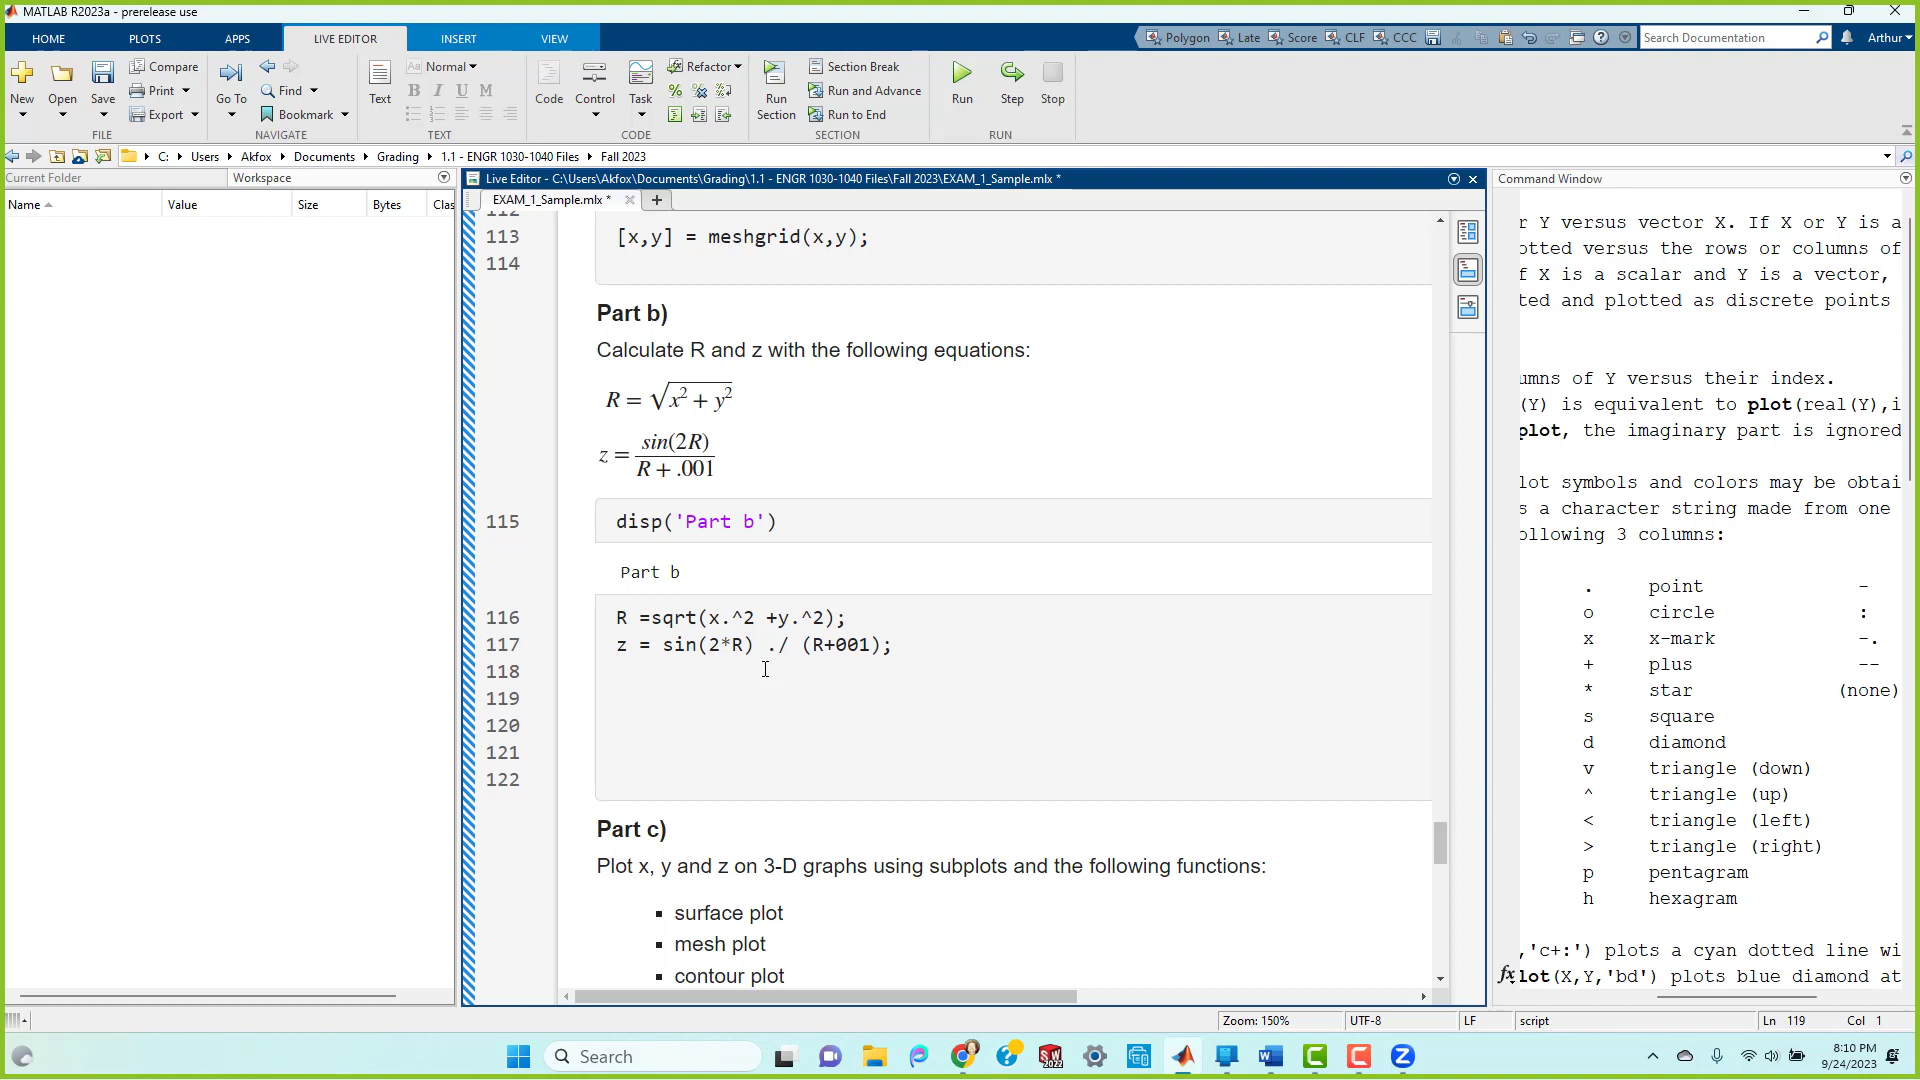 MATLAB R2023a - prerelease use
HOME PLOTS APPS LIVE EDITOR INSERT VIEW
Polygon Late Score CLF CCC Search Documentation Arthur
New Open Save Compare Print Export FILE
Go To Find Bookmark NAVIGATE
Text Aa Normal B I U M TEXT
Code Control Task Refactor CODE
Run Section Section Break Run and Advance Run to End SECTION
Run Step Stop RUN
C: Users Akfox Documents Grading 1.1 - ENGR 1030-1040 Files Fall 2023
Current Folder Workspace
Name Value Size Bytes Clas
Live Editor - C:\Users\Akfox\Documents\Grading\1.1 - ENGR 1030-1040 Files\Fall 2023\EXAM_1_Sample.mlx *
EXAM_1_Sample.mlx *
112
113 [x,y] = meshgrid(x,y);
114
Part b)
Calculate R and z with the following equations:
R = √x² + y²
z = sin(2R) / R + .001
115 disp('Part b')
Part b
116 R =sqrt(x.^2 +y.^2);
117 z = sin(2*R) ./ (R+001);
118
119
120
121
122
Part c)
Plot x, y and z on 3-D graphs using subplots and the following functions:
▪ surface plot
▪ mesh plot
▪ contour plot
Command Window
r Y versus vector X. If X or Y is a
otted versus the rows or columns of
f X is a scalar and Y is a vector,
ted and plotted as discrete points
umns of Y versus their index.
(Y) is equivalent to plot(real(Y),i
plot, the imaginary part is ignored
lot symbols and colors may be obtai
s a character string made from one
ollowing 3 columns:
. point -
o circle :
x x-mark -.
+ plus --
* star (none)
s square
d diamond
v triangle (down)
^ triangle (up)
< triangle (left)
> triangle (right)
p pentagram
h hexagram
,'c+:') plots a cyan dotted line wi
fx lot(X,Y,'bd') plots blue diamond at
Zoom: 150% UTF-8 LF script Ln 119 Col 1
Search
8:10 PM
9/24/2023